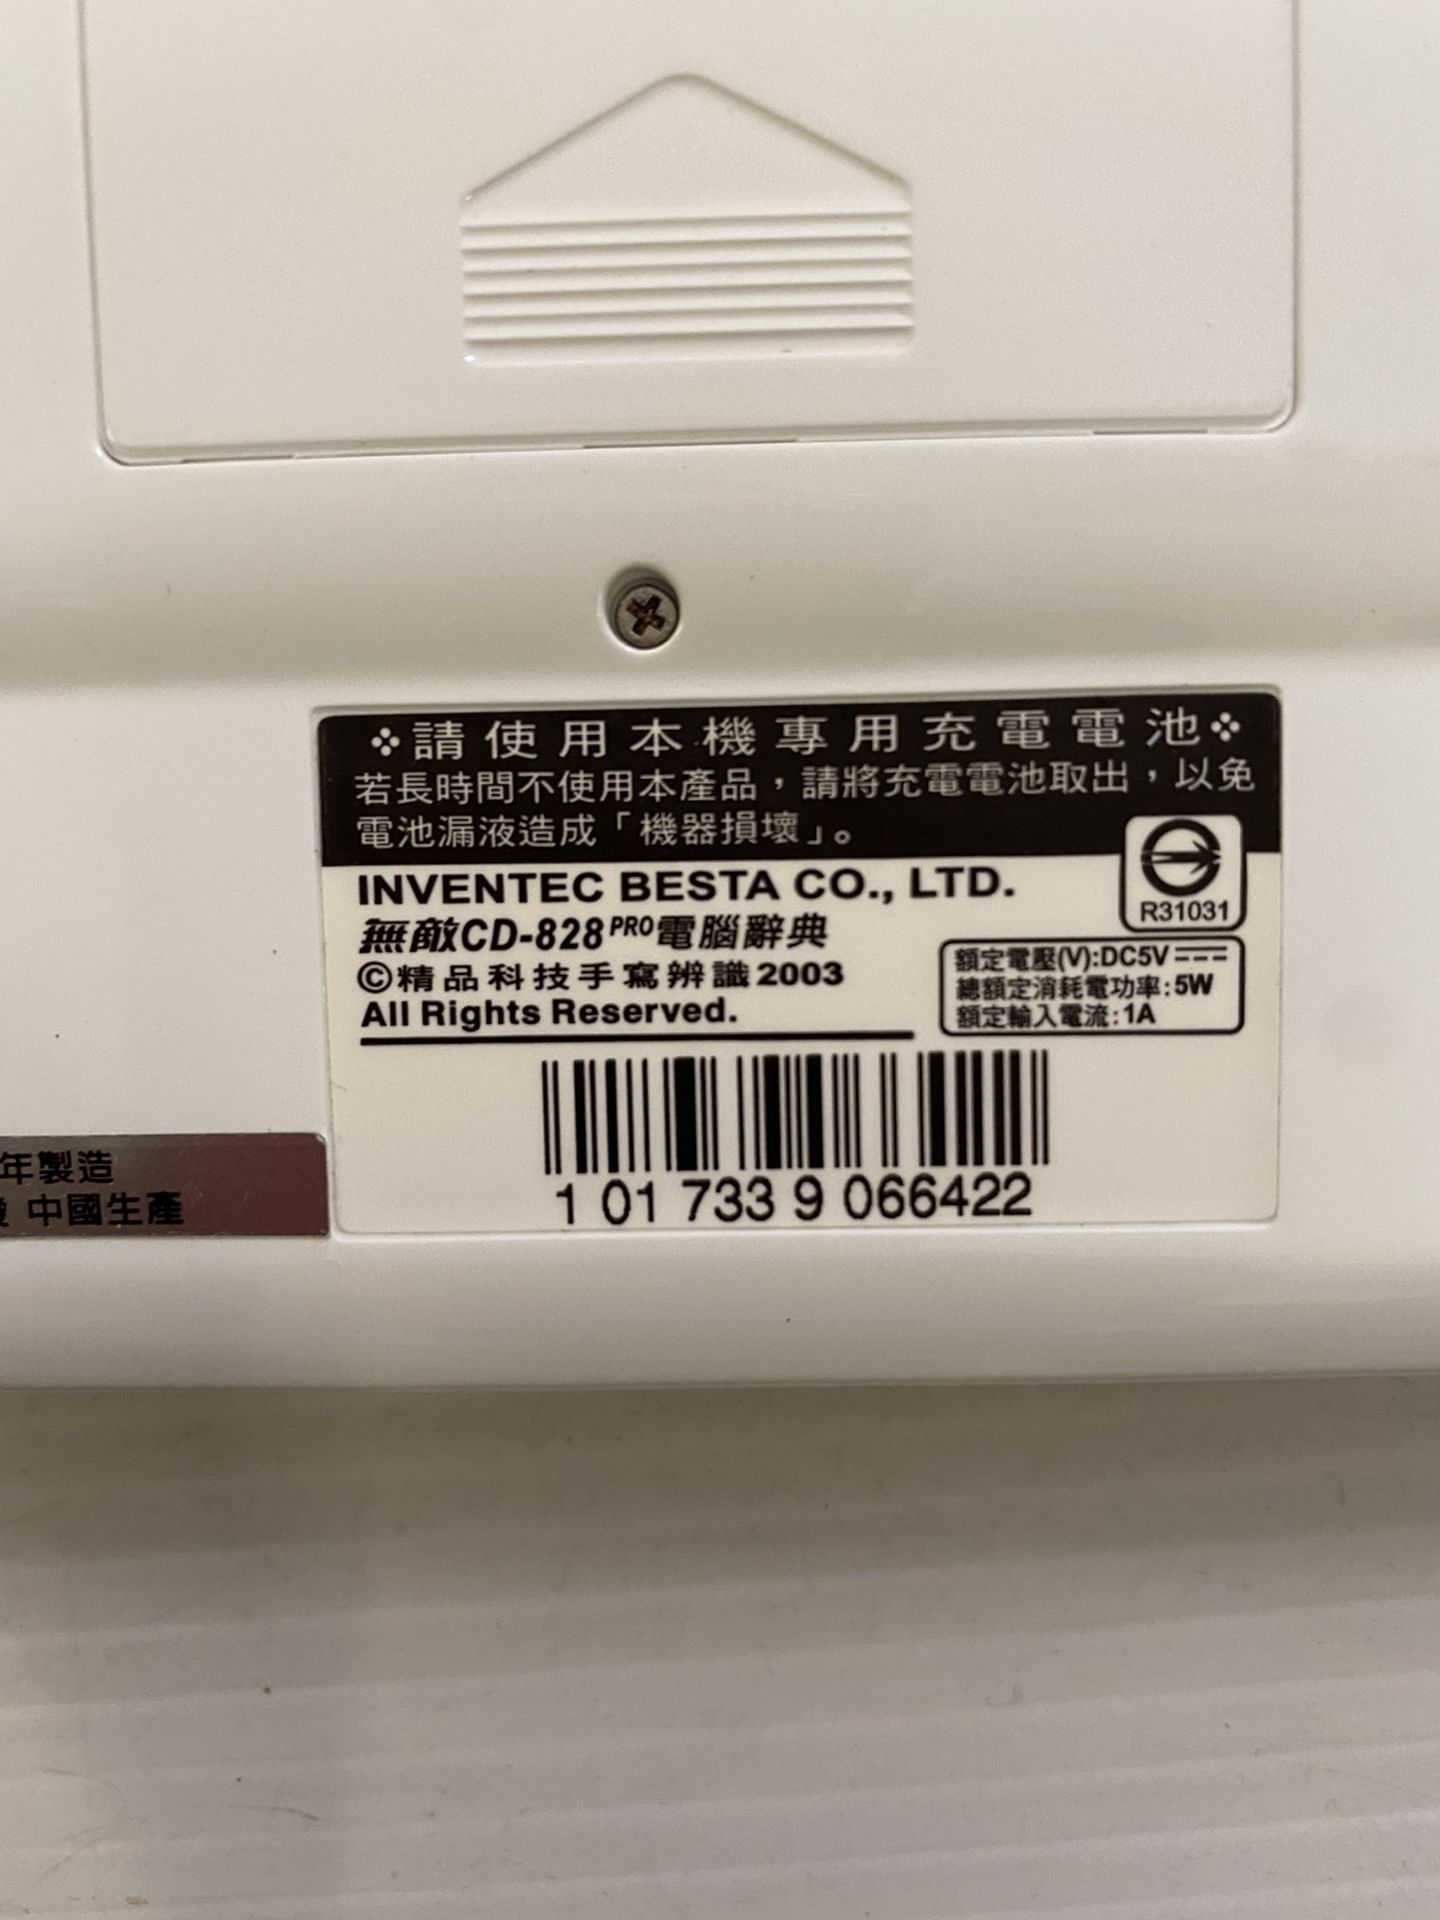 ❖請使用本機專用充電電池❖
若長時間不使用本產品，請將充電電池取出，以免
電池漏液造成「機器損壞」。
INVENTEC BESTA CO., LTD.
R31031
無敵CD-828PRO電腦辭典
©精品科技手寫辨識2003
All Rights Reserved.
額定電壓(V):DC5V⎓
總額定消耗電功率:5W
額定輸入電流:1A
1 01 733 9 066422
年製造
中國生產